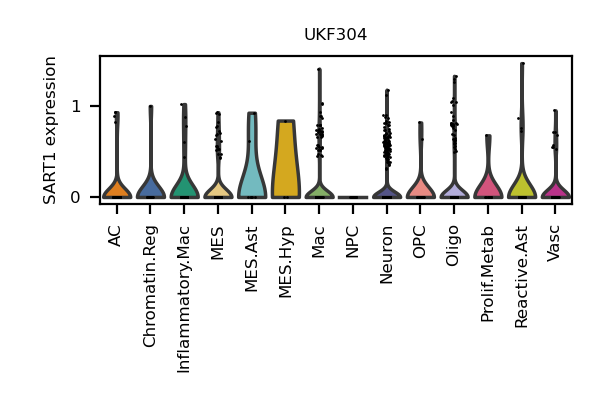 UKF304
SART1 expression
1
0
AC
Chromatin.Reg
Inflammatory.Mac
MES
MES.Ast
MES.Hyp
Mac
NPC
Neuron
OPC
Oligo
Prolif.Metab
Reactive.Ast
Vasc